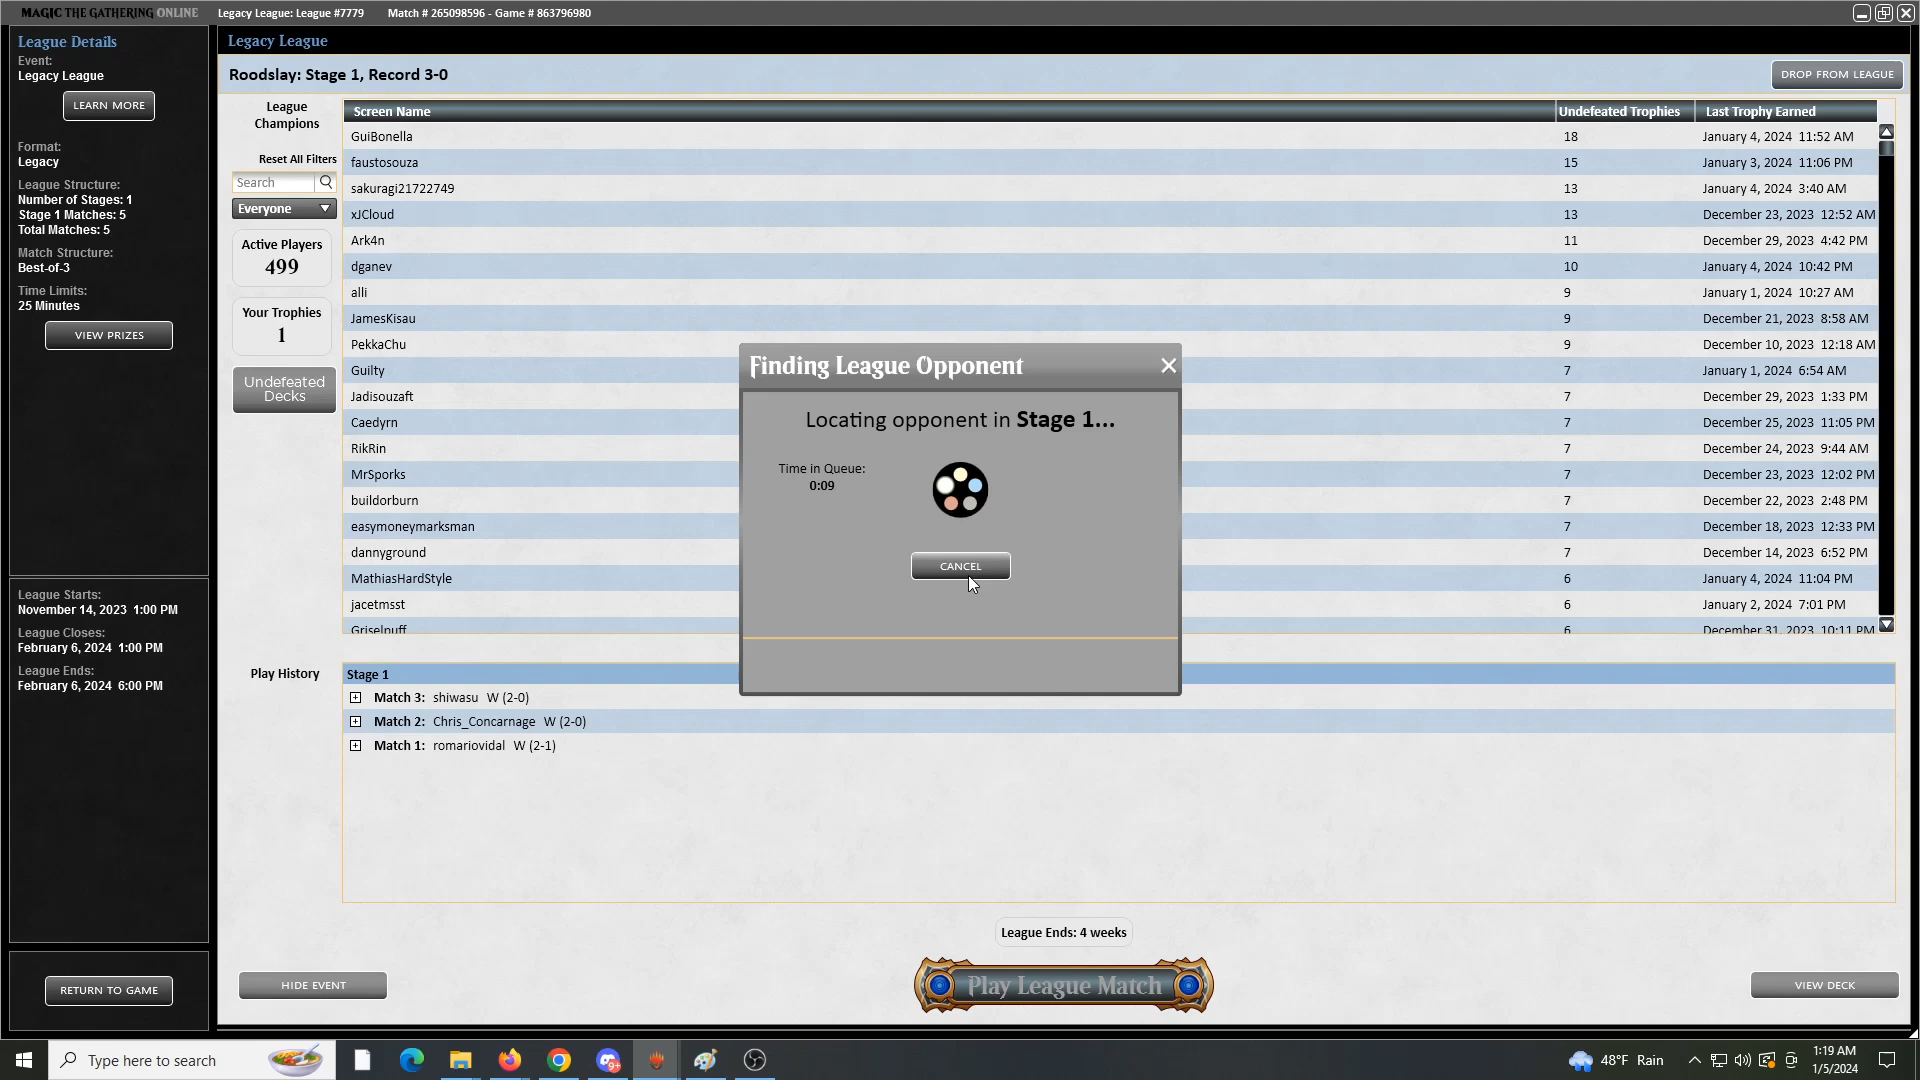 MAGIC THE GATHERING ONLINE
Legacy League: League #7779
Match # 265098596 - Game # 863796980
League Details
Event:
Legacy League
LEARN MORE
Format:
Legacy
League Structure:
Number of Stages: 1
Stage 1 Matches: 5
Total Matches: 5
Match Structure:
Best-of-3
Time Limits:
25 Minutes
VIEW PRIZES
League Starts:
November 14, 2023 1:00 PM
League Closes:
February 6, 2024 1:00 PM
League Ends:
February 6, 2024 6:00 PM
RETURN TO GAME
Legacy League
Roodslay: Stage 1, Record 3-0
DROP FROM LEAGUE
League
Champions
Reset All Filters
Search
Everyone
Active Players
499
Your Trophies
1
Undefeated
Decks
Screen Name Undefeated Trophies Last Trophy Earned
GuiBonella 18 January 4, 2024 11:52 AM
faustosouza 15 January 3, 2024 11:06 PM
sakuragi21722749 13 January 4, 2024 3:40 AM
xJCloud 13 December 23, 2023 12:52 AM
Ark4n 11 December 29, 2023 4:42 PM
dganev 10 January 4, 2024 10:42 PM
alli 9 January 1, 2024 10:27 AM
JamesKisau 9 December 21, 2023 8:58 AM
PekkaChu 9 December 10, 2023 12:18 AM
Guilty 7 January 1, 2024 6:54 AM
Jadisouzaft 7 December 29, 2023 1:33 PM
Caedyrn 7 December 25, 2023 11:05 PM
RikRin 7 December 24, 2023 9:44 AM
MrSporks 7 December 23, 2023 12:02 PM
buildorburn 7 December 22, 2023 2:48 PM
easymoneymarksman 7 December 18, 2023 12:33 PM
dannyground 7 December 14, 2023 6:52 PM
MathiasHardStyle 6 January 4, 2024 11:04 PM
jacetmsst 6 January 2, 2024 7:01 PM
Griselpuff 6 December 31, 2023 10:11 PM
Finding League Opponent
Locating opponent in Stage 1...
Time in Queue:
0:09
CANCEL
Play History
Stage 1
Match 3: shiwasu W (2-0)
Match 2: Chris_Concarnage W (2-0)
Match 1: romariovidal W (2-1)
League Ends: 4 weeks
HIDE EVENT
Play League Match
VIEW DECK
Type here to search
9+
48°F Rain
1:19 AM
1/5/2024